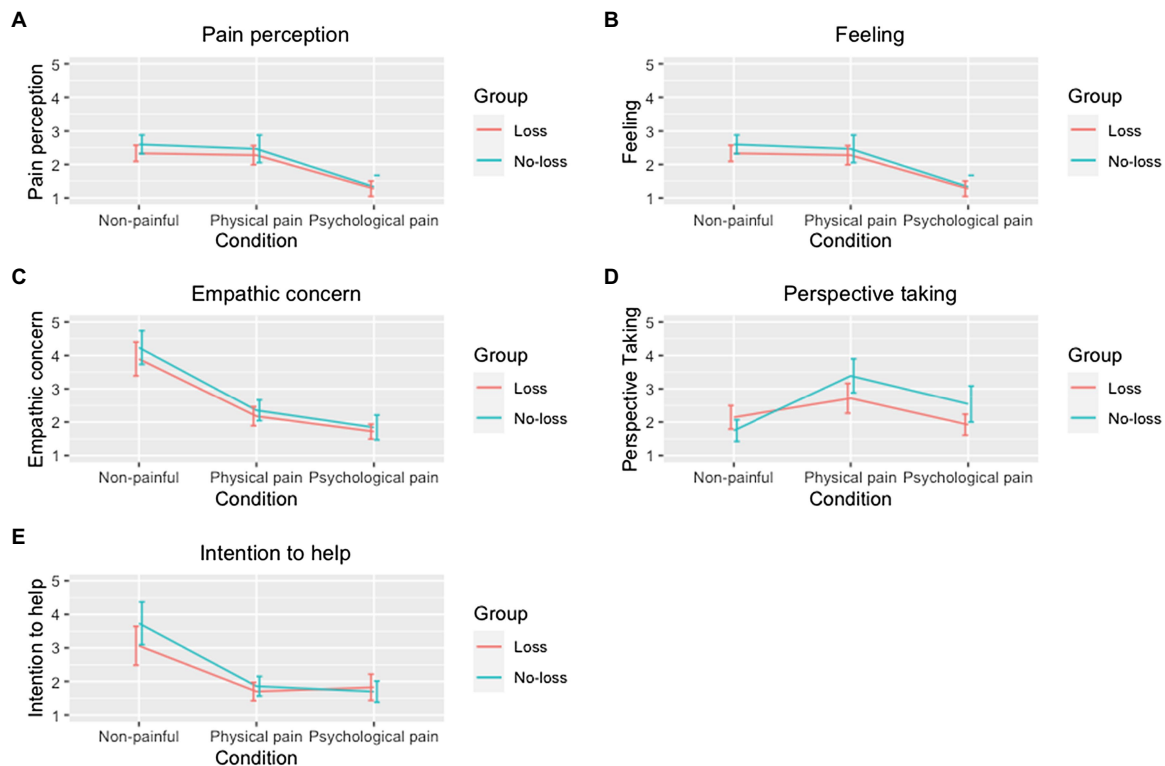 A
Pain perception
Pain perception
5
4
3
2
1
Non-painful Physical pain Psychological pain
Condition
Group
Loss
No-loss
B
Feeling
Feeling
5
4
3
2
1
Non-painful Physical pain Psychological pain
Condition
Group
Loss
No-loss
C
Empathic concern
Empathic concern
5
4
3
2
1
Non-painful Physical pain Psychological pain
Condition
Group
Loss
No-loss
D
Perspective taking
Perspective Taking
5
4
3
2
1
Non-painful Physical pain Psychological pain
Condition
Group
Loss
No-loss
E
Intention to help
Intention to help
5
4
3
2
1
Non-painful Physical pain Psychological pain
Condition
Group
Loss
No-loss